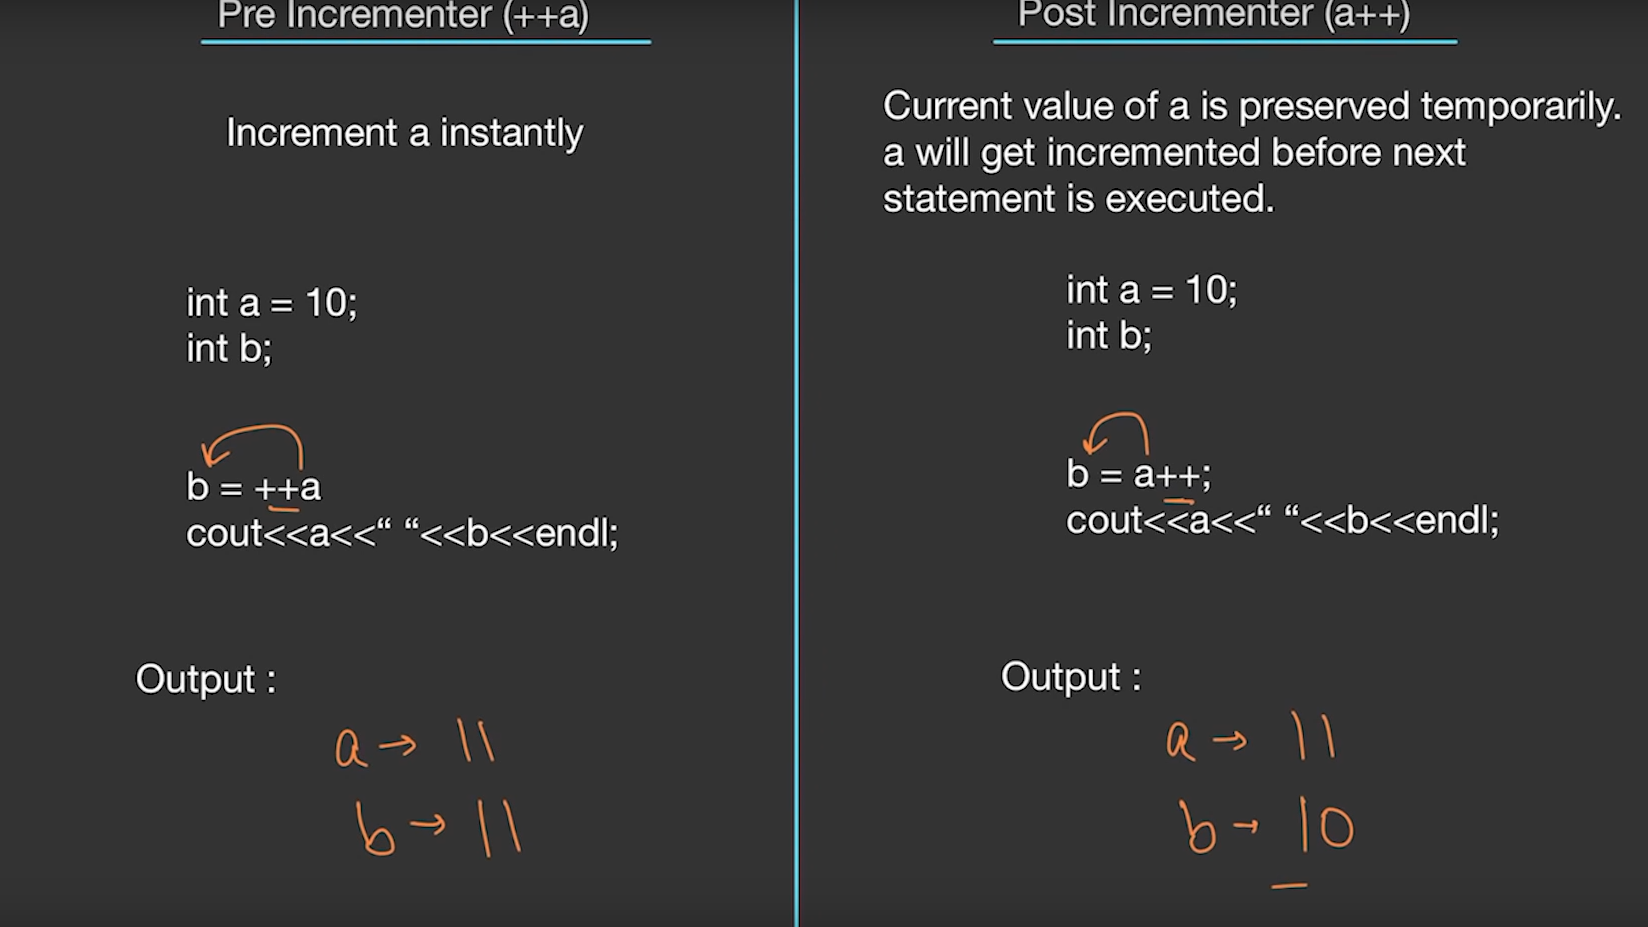 Pre Incrementer (++a)
Increment a instantly
int a = 10;
int b;
b = ++a
cout<<a<<“ “<<b<<endl;
Output :
a → 11
b → 11
Post Incrementer (a++)
Current value of a is preserved temporarily.
a will get incremented before next
statement is executed.
int a = 10;
int b;
b = a++;
cout<<a<<“ “<<b<<endl;
Output :
a → 11
b → 10